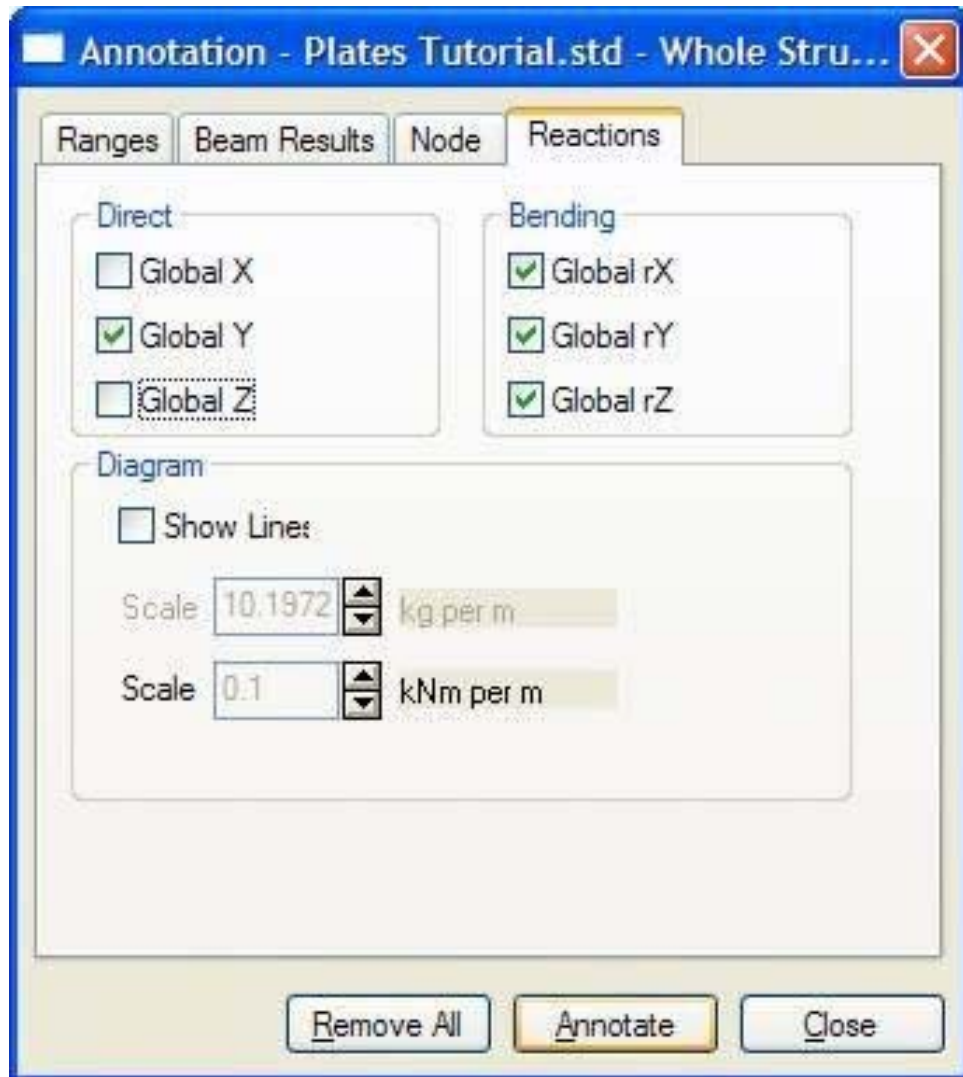 Annotation - Plates Tutorial.std - Whole Stru...
Ranges Beam Results Node Reactions
Direct
Global X
Global Y
Global Z
Bending
Global rX
Global rY
Global rZ
Diagram
Show Lines
Scale 10.1972 kg per m
Scale 0.1 kNm per m
Remove All Annotate Close